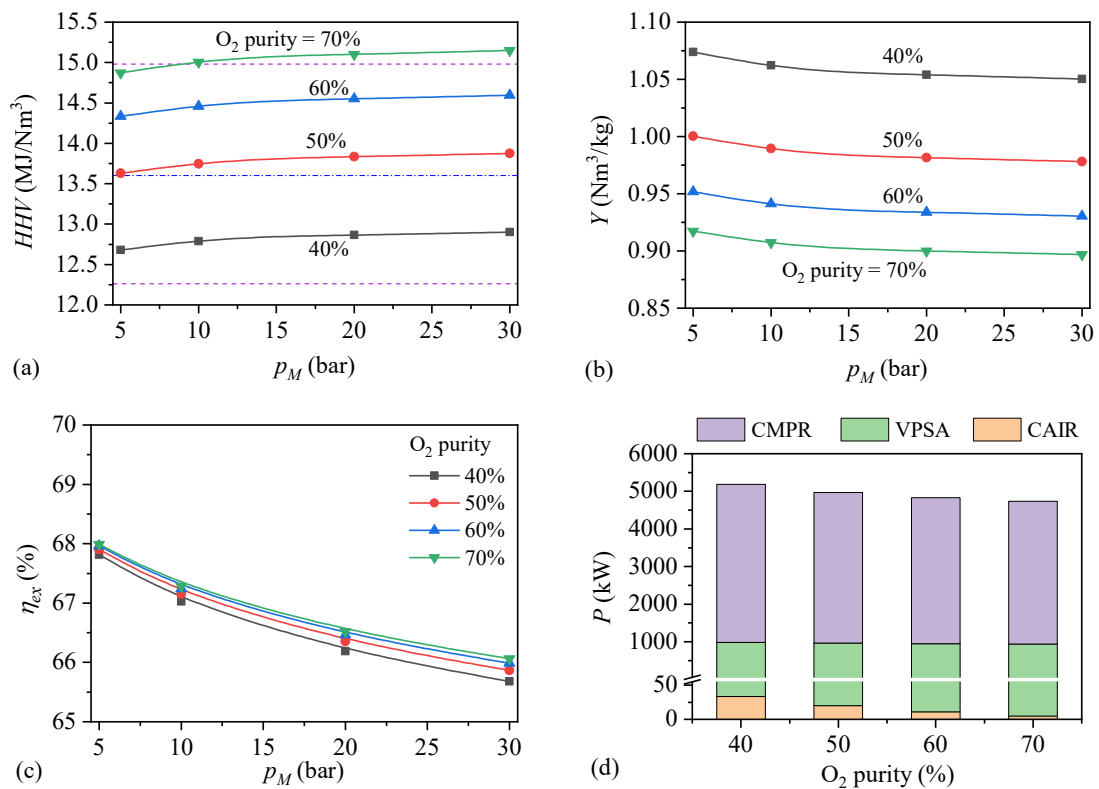 15.5
15.0
14.5
14.0
13.5
13.0
12.5
12.0
HHV (MJ/Nm³)
O₂ purity = 70%
60%
50%
40%
5 10 15 20 25 30
p_M (bar)
(a)
1.10
1.05
1.00
0.95
0.90
0.85
Y (Nm³/kg)
40%
50%
60%
O₂ purity = 70%
5 10 15 20 25 30
p_M (bar)
(b)
70
69
68
67
66
65
η_ex (%)
O₂ purity
40%
50%
60%
70%
5 10 15 20 25 30
p_M (bar)
(c)
CMPR VPSA CAIR
6000
5000
4000
3000
2000
1000
50
0
P (kW)
40 50 60 70
O₂ purity (%)
(d)